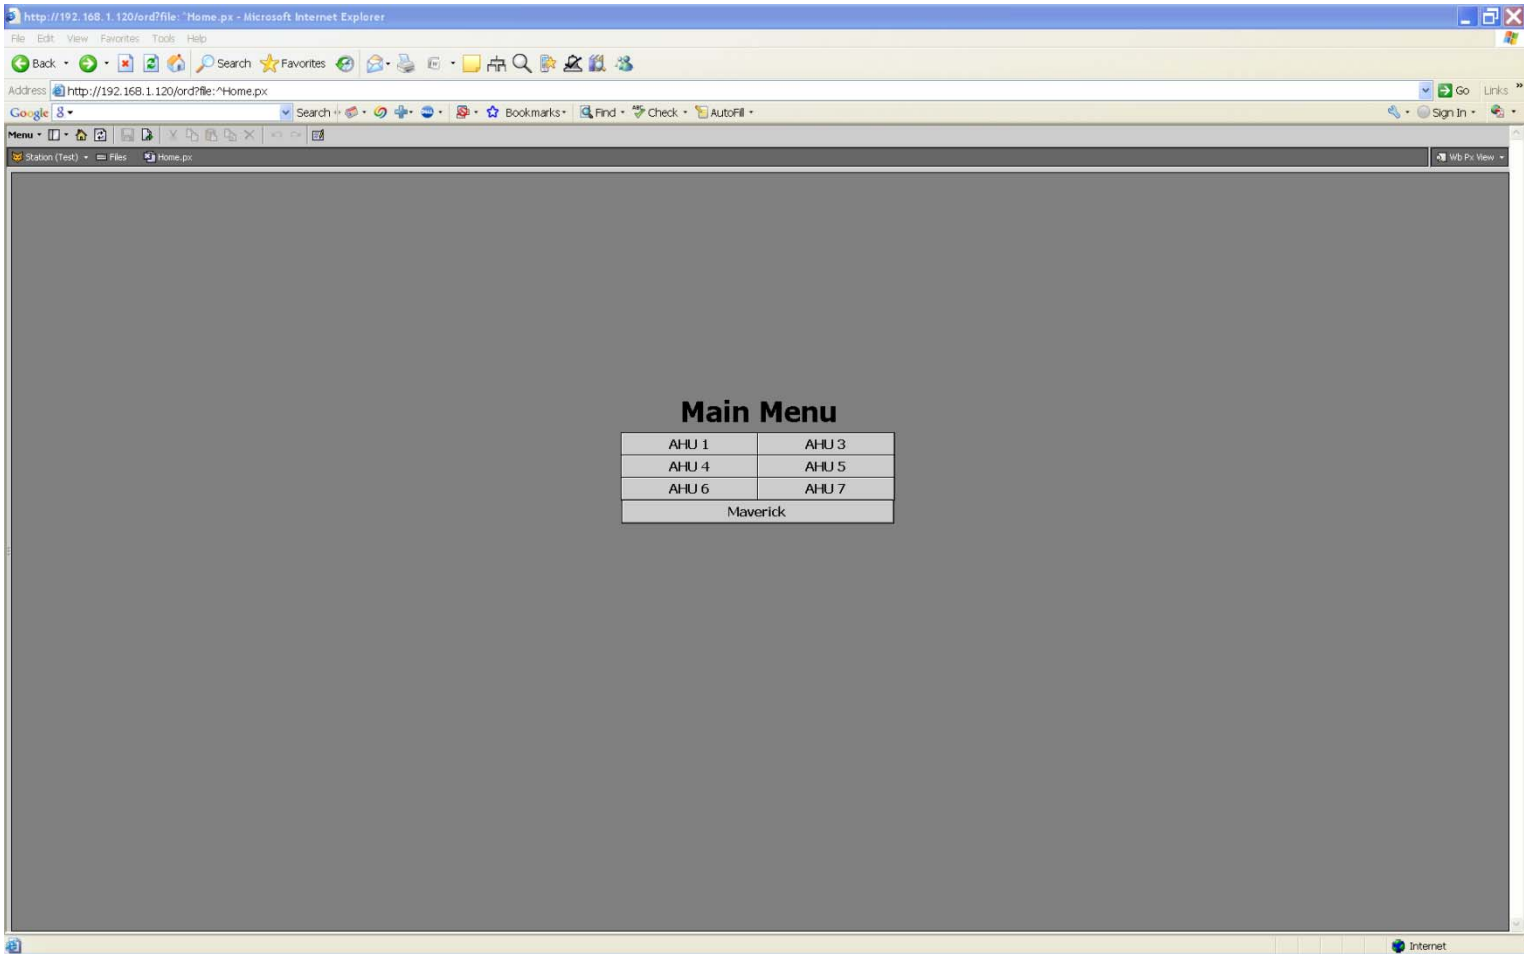 http://192.168.1.120/ord?file:^Home.px - Microsoft Internet Explorer
File Edit View Favorites Tools Help
Back Search Favorites
Address http://192.168.1.120/ord?file:^Home.px Go Links »
Google Search Bookmarks Find Check AutoFill Sign In
Menu
Station (Test) Files Home.px Wb Px View
Main Menu
AHU 1 AHU 3
AHU 4 AHU 5
AHU 6 AHU 7
Maverick
Internet